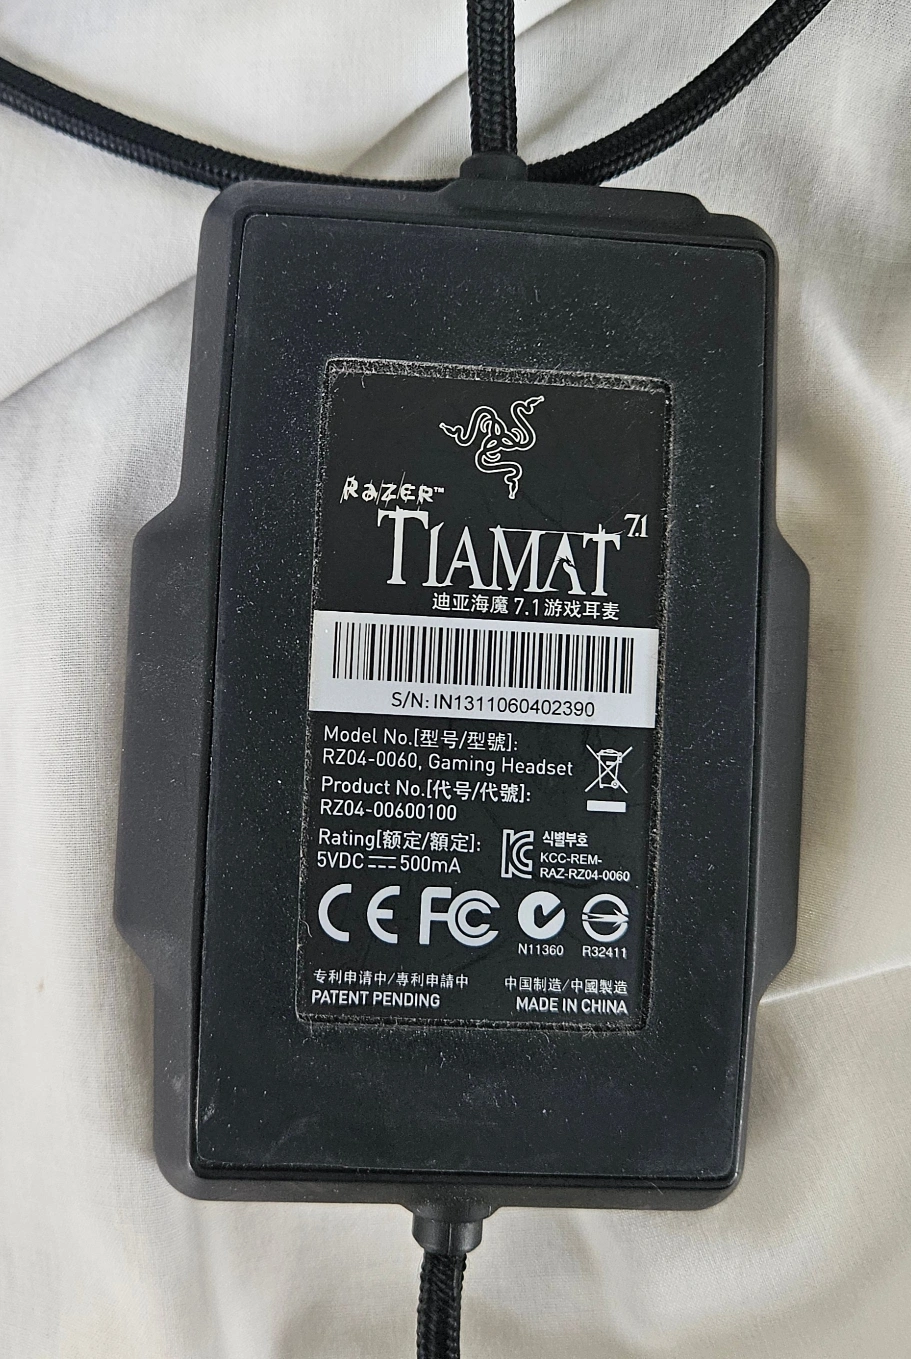 RAZER™
TIAMAT 7.1
迪亚海魔 7.1 游戏耳麦
S/N: IN1311060402390
Model No.[型号/型號]:
RZ04-0060, Gaming Headset
Product No.[代号/代號]:
RZ04-00600100
Rating[额定/額定]:
5VDC ⎓ 500mA
식별부호
KCC-REM-
RAZ-RZ04-0060
CE FC
N11360
R32411
专利申请中/專利申請中
PATENT PENDING
中国制造/中國製造
MADE IN CHINA